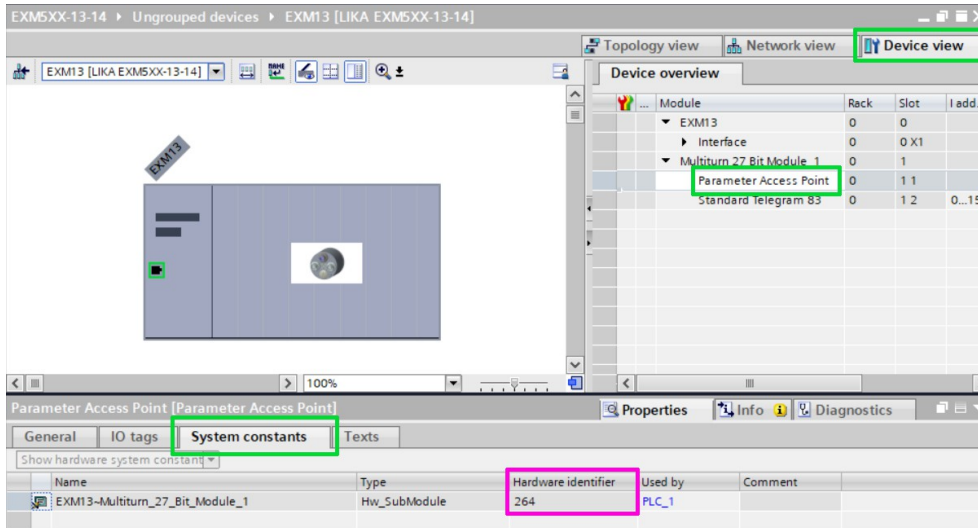 EXM5XX-13-14 ▸ Ungrouped devices ▸ EXM13 [LIKA EXM5XX-13-14]
Topology view Network view Device view
EXM13 [LIKA EXM5XX-13-14]
Device overview
... Module Rack Slot I add.
EXM13 0 0
Interface 0 0 X1
Multiturn 27 Bit Module_1 0 1
Parameter Access Point 0 1 1
Standard Telegram 83 0 1 2 0...15
EXM13
100%
Parameter Access Point [Parameter Access Point]
Properties Info Diagnostics
General IO tags System constants Texts
Show hardware system constant
Name Type Hardware identifier Used by Comment
EXM13~Multiturn_27_Bit_Module_1 Hw_SubModule 264 PLC_1